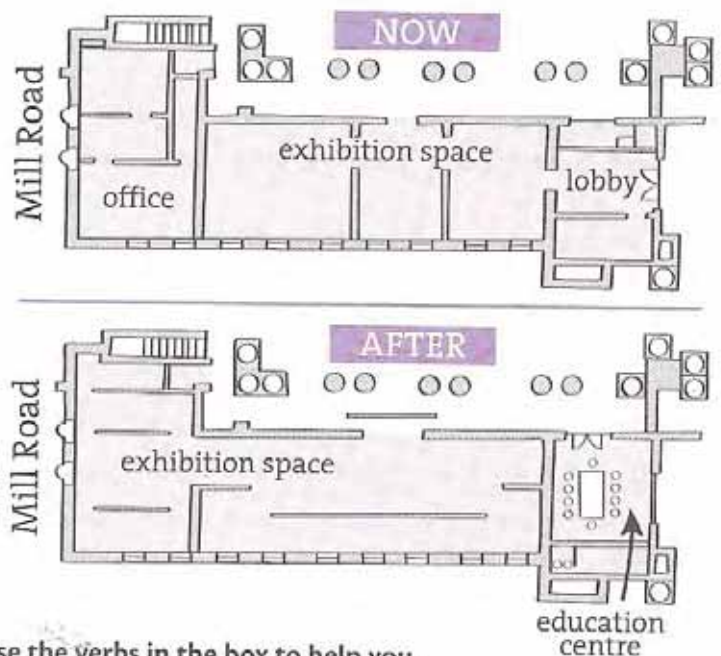 NOW
Mill Road
exhibition space
office
lobby
AFTER
Mill Road
exhibition space
education
centre
se the verbs in the box to help you